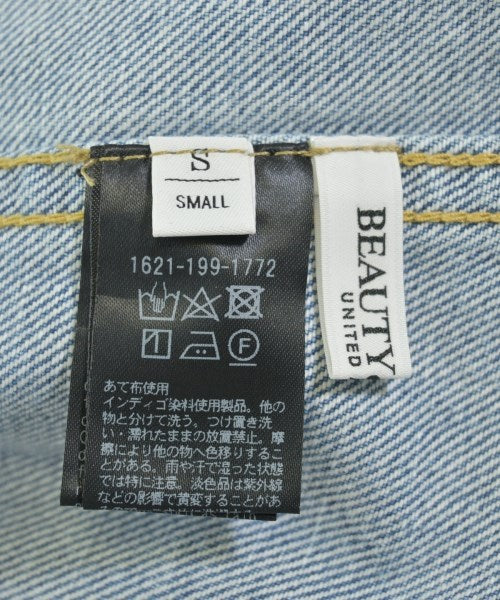 S
SMALL
1621-199-1772
F
あて布使用
インディゴ染料使用製品。他の
物と分けて洗う。つけ置き洗
い・濡れたままの放置禁止。摩
擦により他の物へ色移りするこ
とがある。雨や汗で湿った状態
では特に注意。淡色品は紫外線
などの影響で黄変することがあ
BEAUTY
UNITED